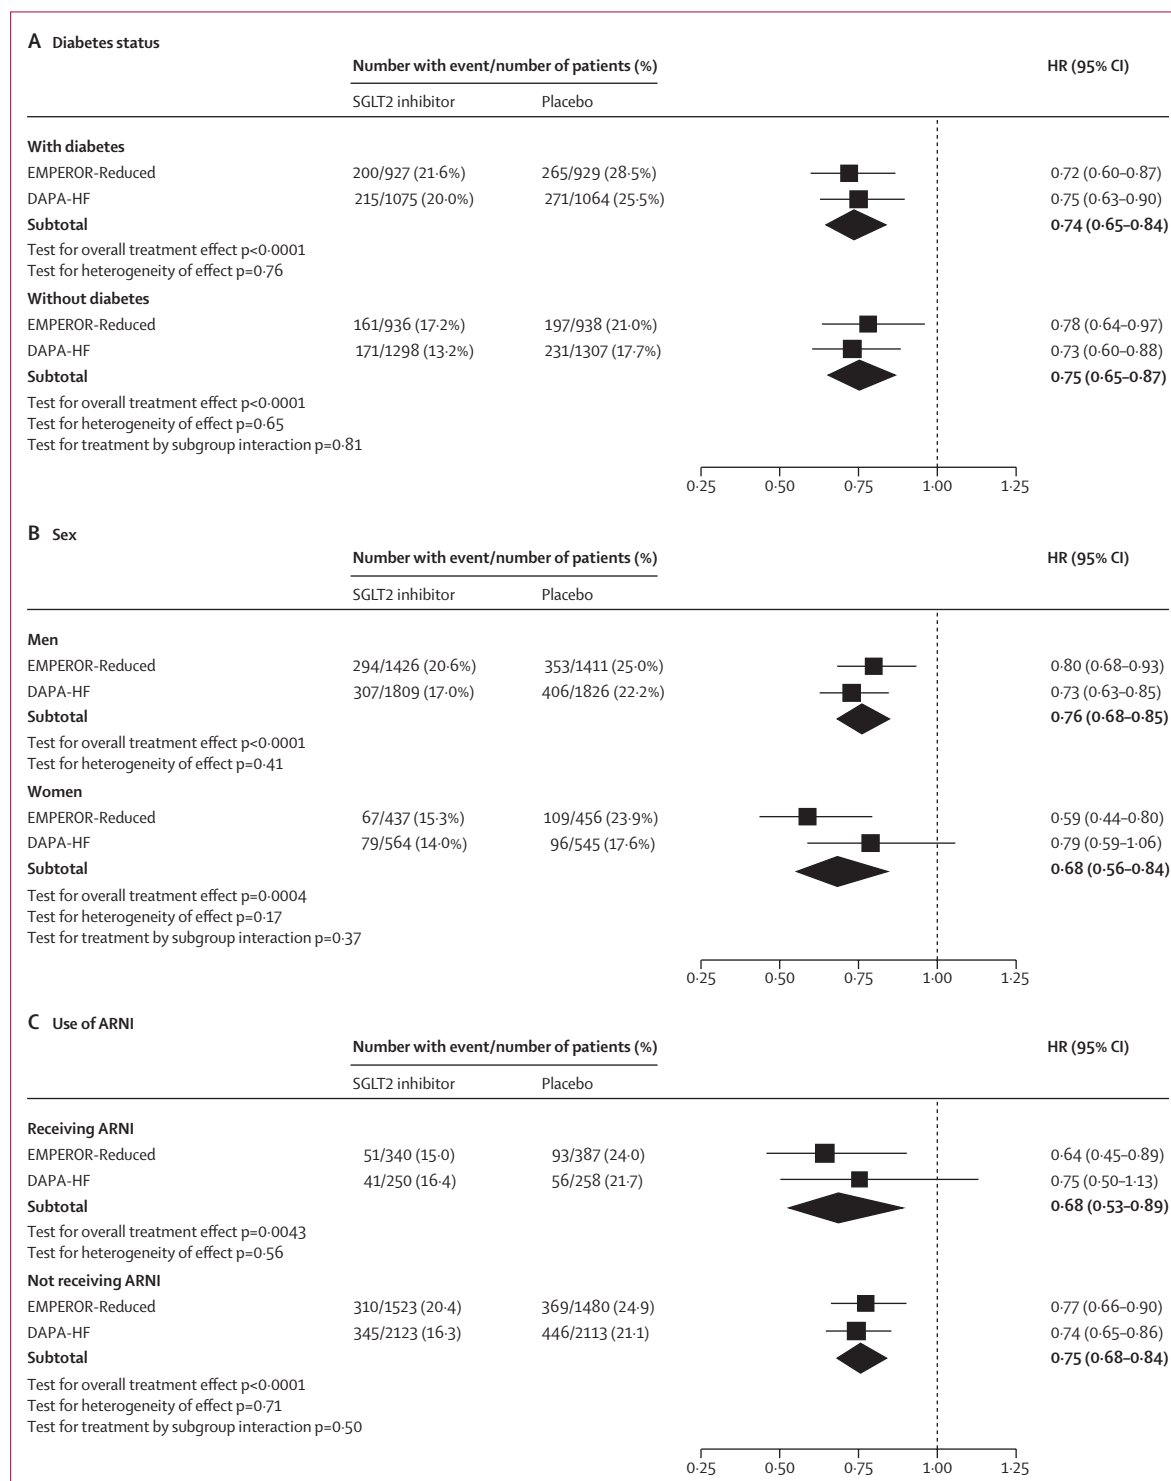 A Diabetes status
Number with event/number of patients (%) HR (95% CI)
SGLT2 inhibitor Placebo
With diabetes
EMPEROR-Reduced 200/927 (21·6%) 265/929 (28·5%) 0·72 (0·60–0·87)
DAPA-HF 215/1075 (20·0%) 271/1064 (25·5%) 0·75 (0·63–0·90)
Subtotal 0·74 (0·65–0·84)
Test for overall treatment effect p<0·0001
Test for heterogeneity of effect p=0·76
Without diabetes
EMPEROR-Reduced 161/936 (17·2%) 197/938 (21·0%) 0·78 (0·64–0·97)
DAPA-HF 171/1298 (13·2%) 231/1307 (17·7%) 0·73 (0·60–0·88)
Subtotal 0·75 (0·65–0·87)
Test for overall treatment effect p<0·0001
Test for heterogeneity of effect p=0·65
Test for treatment by subgroup interaction p=0·81
0·25 0·50 0·75 1·00 1·25
B Sex
Number with event/number of patients (%) HR (95% CI)
SGLT2 inhibitor Placebo
Men
EMPEROR-Reduced 294/1426 (20·6%) 353/1411 (25·0%) 0·80 (0·68–0·93)
DAPA-HF 307/1809 (17·0%) 406/1826 (22·2%) 0·73 (0·63–0·85)
Subtotal 0·76 (0·68–0·85)
Test for overall treatment effect p<0·0001
Test for heterogeneity of effect p=0·41
Women
EMPEROR-Reduced 67/437 (15·3%) 109/456 (23·9%) 0·59 (0·44–0·80)
DAPA-HF 79/564 (14·0%) 96/545 (17·6%) 0·79 (0·59–1·06)
Subtotal 0·68 (0·56–0·84)
Test for overall treatment effect p=0·0004
Test for heterogeneity of effect p=0·17
Test for treatment by subgroup interaction p=0·37
0·25 0·50 0·75 1·00 1·25
C Use of ARNI
Number with event/number of patients (%) HR (95% CI)
SGLT2 inhibitor Placebo
Receiving ARNI
EMPEROR-Reduced 51/340 (15·0) 93/387 (24·0) 0·64 (0·45–0·89)
DAPA-HF 41/250 (16·4) 56/258 (21·7) 0·75 (0·50–1·13)
Subtotal 0·68 (0·53–0·89)
Test for overall treatment effect p=0·0043
Test for heterogeneity of effect p=0·56
Not receiving ARNI
EMPEROR-Reduced 310/1523 (20·4) 369/1480 (24·9) 0·77 (0·66–0·90)
DAPA-HF 345/2123 (16·3) 446/2113 (21·1) 0·74 (0·65–0·86)
Subtotal 0·75 (0·68–0·84)
Test for overall treatment effect p<0·0001
Test for heterogeneity of effect p=0·71
Test for treatment by subgroup interaction p=0·50
0·25 0·50 0·75 1·00 1·25